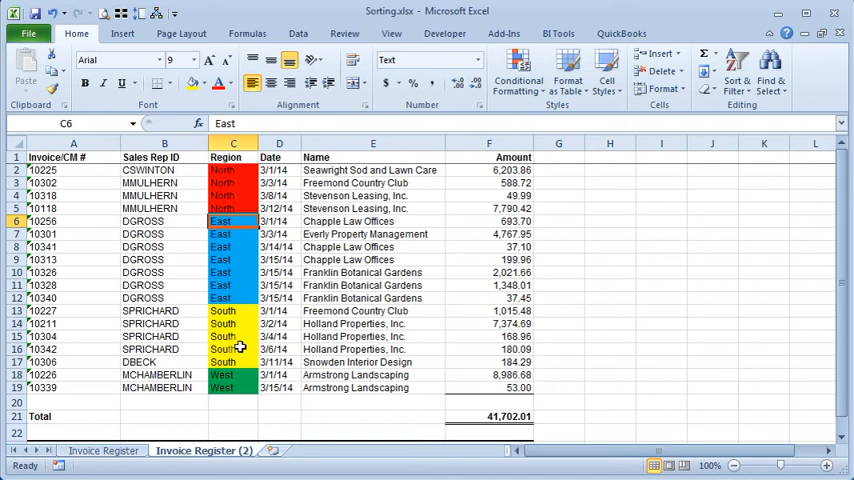 Sorting.xlsx - Microsoft Excel
File Home Insert Page Layout Formulas Data Review View Developer Add-Ins BI Tools QuickBooks
Paste Arial 9 A A Text Conditional Formatting Format as Table Cell Styles Insert Delete Format Sort & Filter Find & Select
B I U A $ % , .00
Clipboard Font Alignment Number Styles Cells Editing
C6 fx East
A B C D E F G H I J K L
1 Invoice/CM # Sales Rep ID Region Date Name Amount
2 10225 CSWINTON North 3/1/14 Seawright Sod and Lawn Care 6,203.86
3 10302 MMULHERN North 3/3/14 Freemond Country Club 588.72
4 10318 MMULHERN North 3/8/14 Stevenson Leasing, Inc. 3.49
5 10118 MMULHERN North 3/12/14 Stevenson Leasing, Inc. 7,790.42
6 10256 DGROSS East 3/1/14 Chapple Law Offices 693.70
7 10301 DGROSS East 3/3/14 Everly Property Management 4,767.95
8 10341 DGROSS East 3/14/14 Chapple Law Offices 37.10
9 10313 DGROSS East 3/15/14 Chapple Law Offices 199.96
10 10326 DGROSS East 3/15/14 Franklin Botanical Gardens 2,021.66
11 10328 DGROSS East 3/15/14 Franklin Botanical Gardens 1,348.01
12 10340 DGROSS East 3/15/14 Franklin Botanical Gardens 37.45
13 10227 SPRICHARD South 3/1/14 Freemond Country Club 1,015.48
14 10211 SPRICHARD South 3/2/14 Holland Properties, Inc. 7,374.69
15 10304 SPRICHARD South 3/4/14 Holland Properties, Inc. 168.96
16 10342 SPRICHARD South 3/6/14 Holland Properties, Inc. 180.09
17 10306 DBECK South 3/11/14 Snowden Interior Design 184.29
18 10226 MCHAMBERLIN West 3/1/14 Armstrong Landscaping 8,986.68
19 10339 MCHAMBERLIN West 3/15/14 Armstrong Landscaping 53.00
20
21 Total 41,702.01
22
Invoice Register Invoice Register (2)
Ready 100%